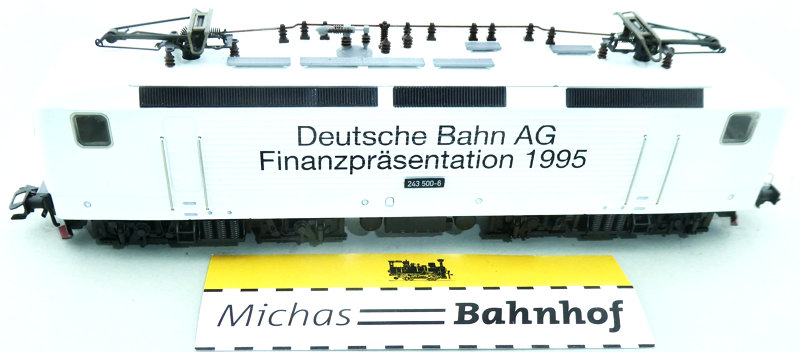 Deutsche Bahn AG
Finanzpräsentation 1995
243 500-6
Michas Bahnhof